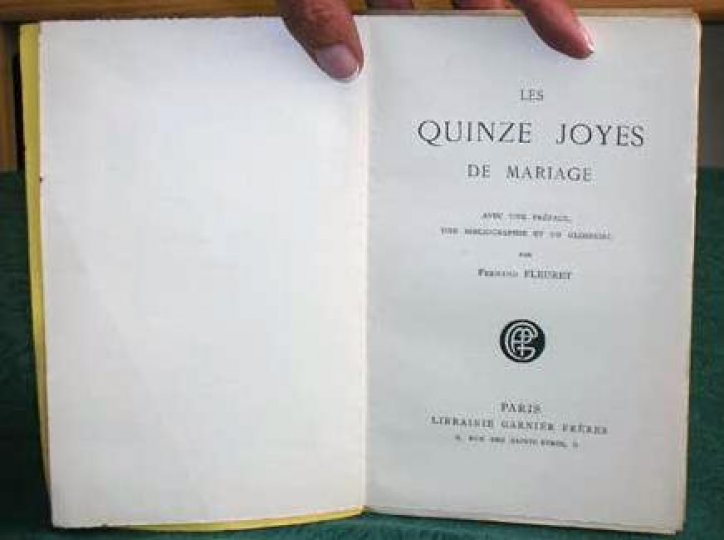 LES
QUINZE JOYES
DE MARIAGE
AVEC UNE PRÉFACE,
UNE BIBLIOGRAPHIE ET UN GLOSSAIRE
PAR
FERNAND FLEURET
PARIS
LIBRAIRIE GARNIER FRÈRES
6, RUE DES SAINTS-PÈRES, 6